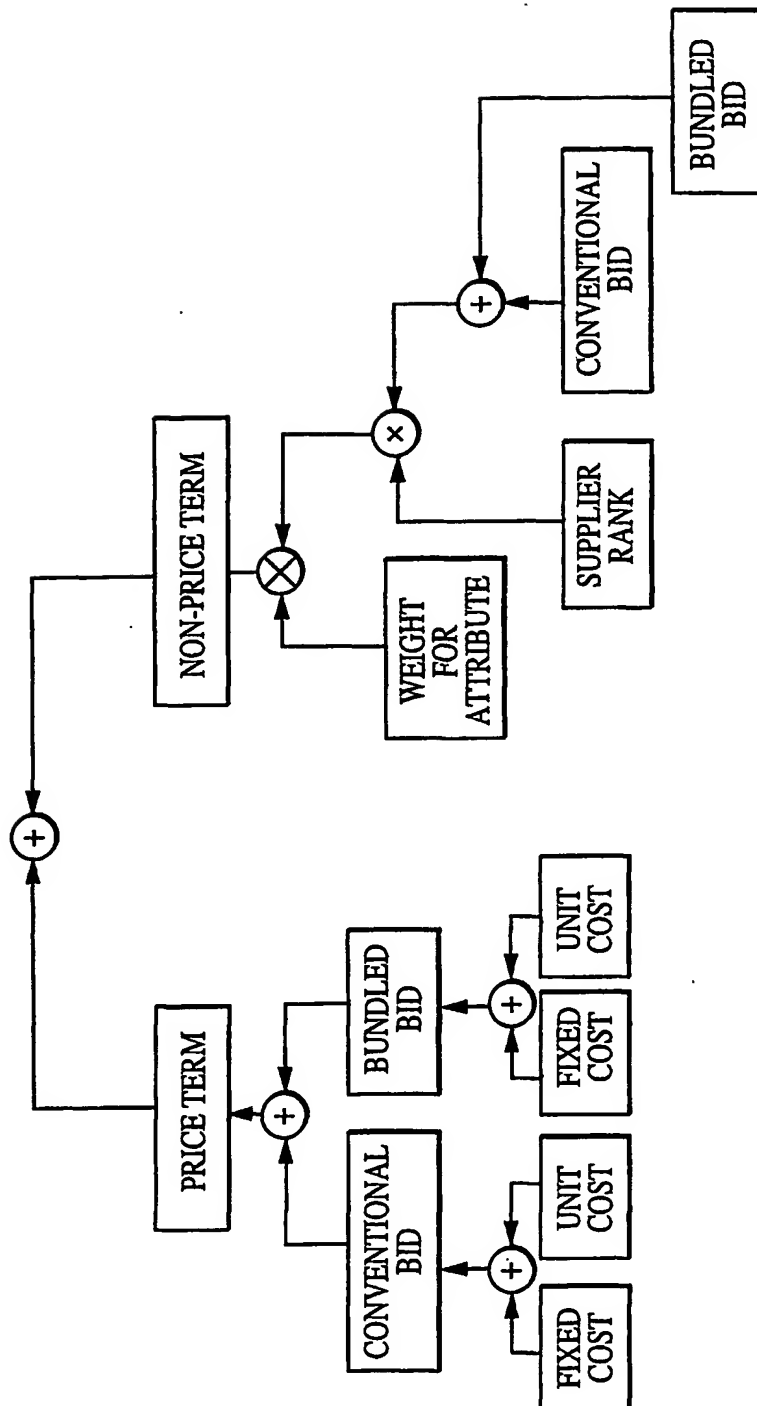 PRICE TERM
NON-PRICE TERM
+
+
CONVENTIONAL
BID
BUNDLED
BID
+
FIXED
COST
UNIT
COST
+
FIXED
COST
UNIT
COST
WEIGHT
FOR
ATTRIBUTE
×
SUPPLIER
RANK
+
CONVENTIONAL
BID
BUNDLED
BID